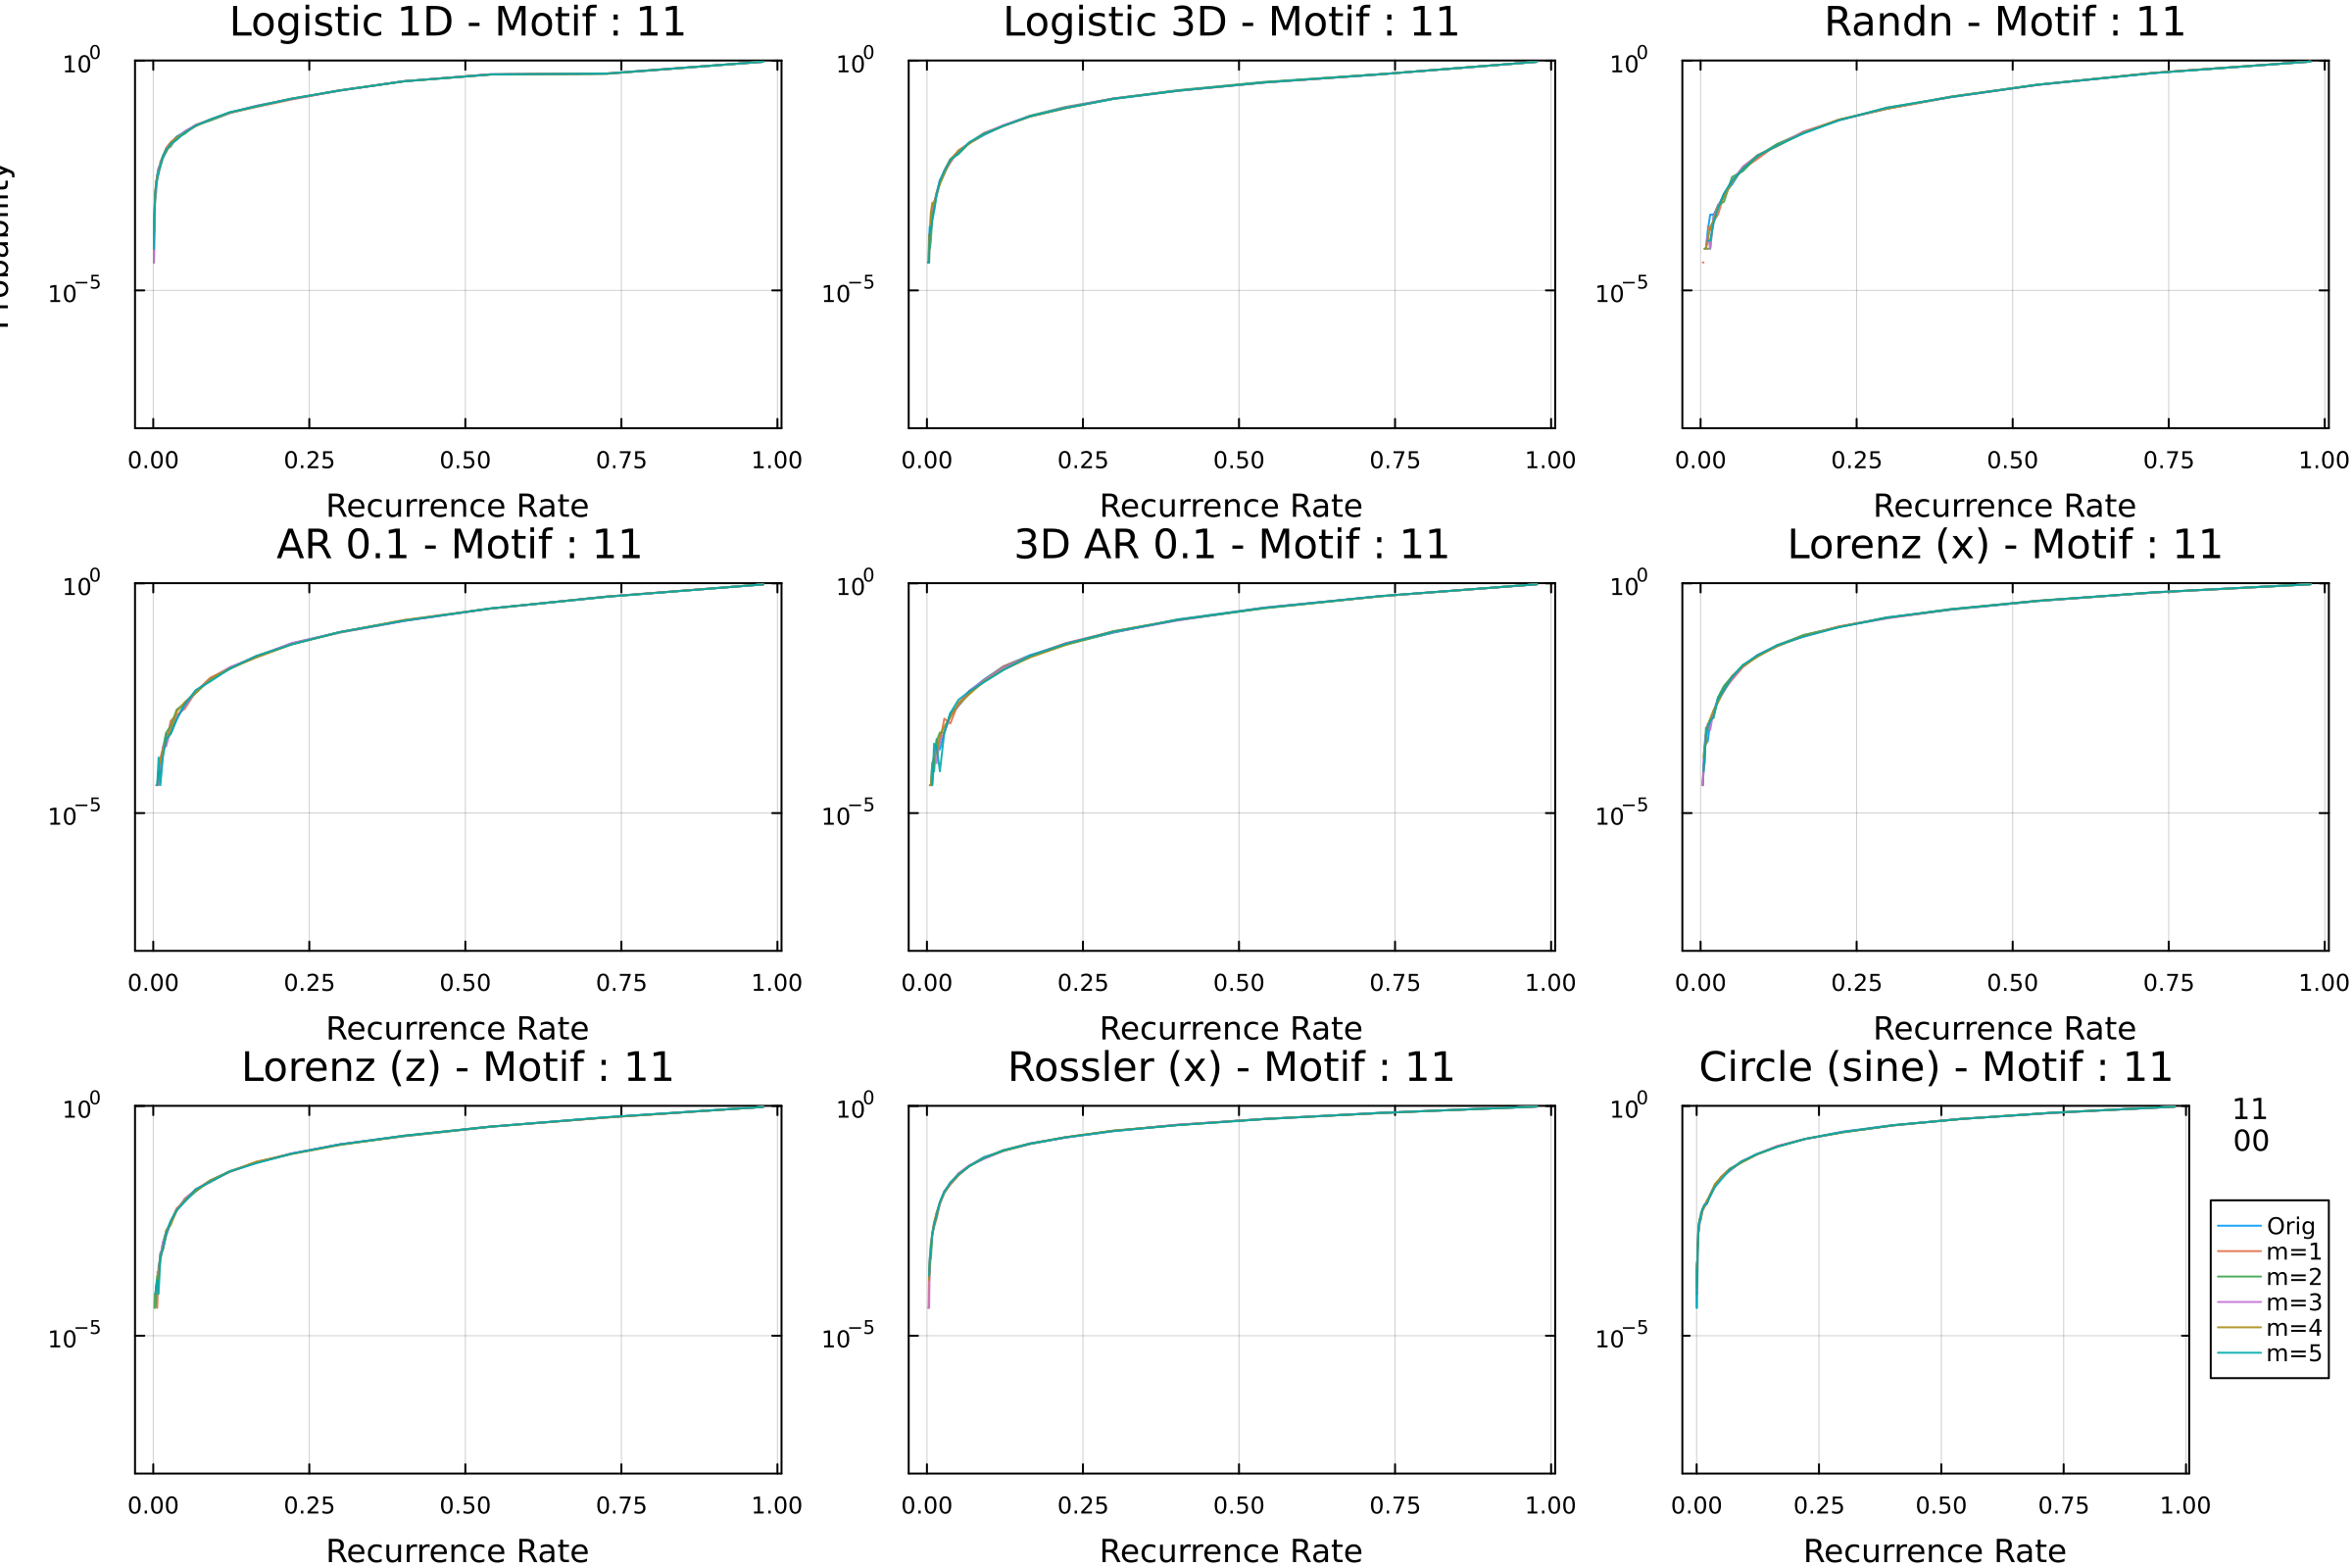 Logistic 1D - Motif : 11
10^0
10^−5
0.00 0.25 0.50 0.75 1.00
Recurrence Rate
Logistic 3D - Motif : 11
10^0
10^−5
0.00 0.25 0.50 0.75 1.00
Recurrence Rate
Randn - Motif : 11
10^0
10^−5
0.00 0.25 0.50 0.75 1.00
Recurrence Rate
AR 0.1 - Motif : 11
10^0
10^−5
0.00 0.25 0.50 0.75 1.00
Recurrence Rate
3D AR 0.1 - Motif : 11
10^0
10^−5
0.00 0.25 0.50 0.75 1.00
Recurrence Rate
Lorenz (x) - Motif : 11
10^0
10^−5
0.00 0.25 0.50 0.75 1.00
Recurrence Rate
Lorenz (z) - Motif : 11
10^0
10^−5
0.00 0.25 0.50 0.75 1.00
Recurrence Rate
Rossler (x) - Motif : 11
10^0
10^−5
0.00 0.25 0.50 0.75 1.00
Recurrence Rate
Circle (sine) - Motif : 11
10^0
10^−5
0.00 0.25 0.50 0.75 1.00
Recurrence Rate
11
00
Orig
m=1
m=2
m=3
m=4
m=5